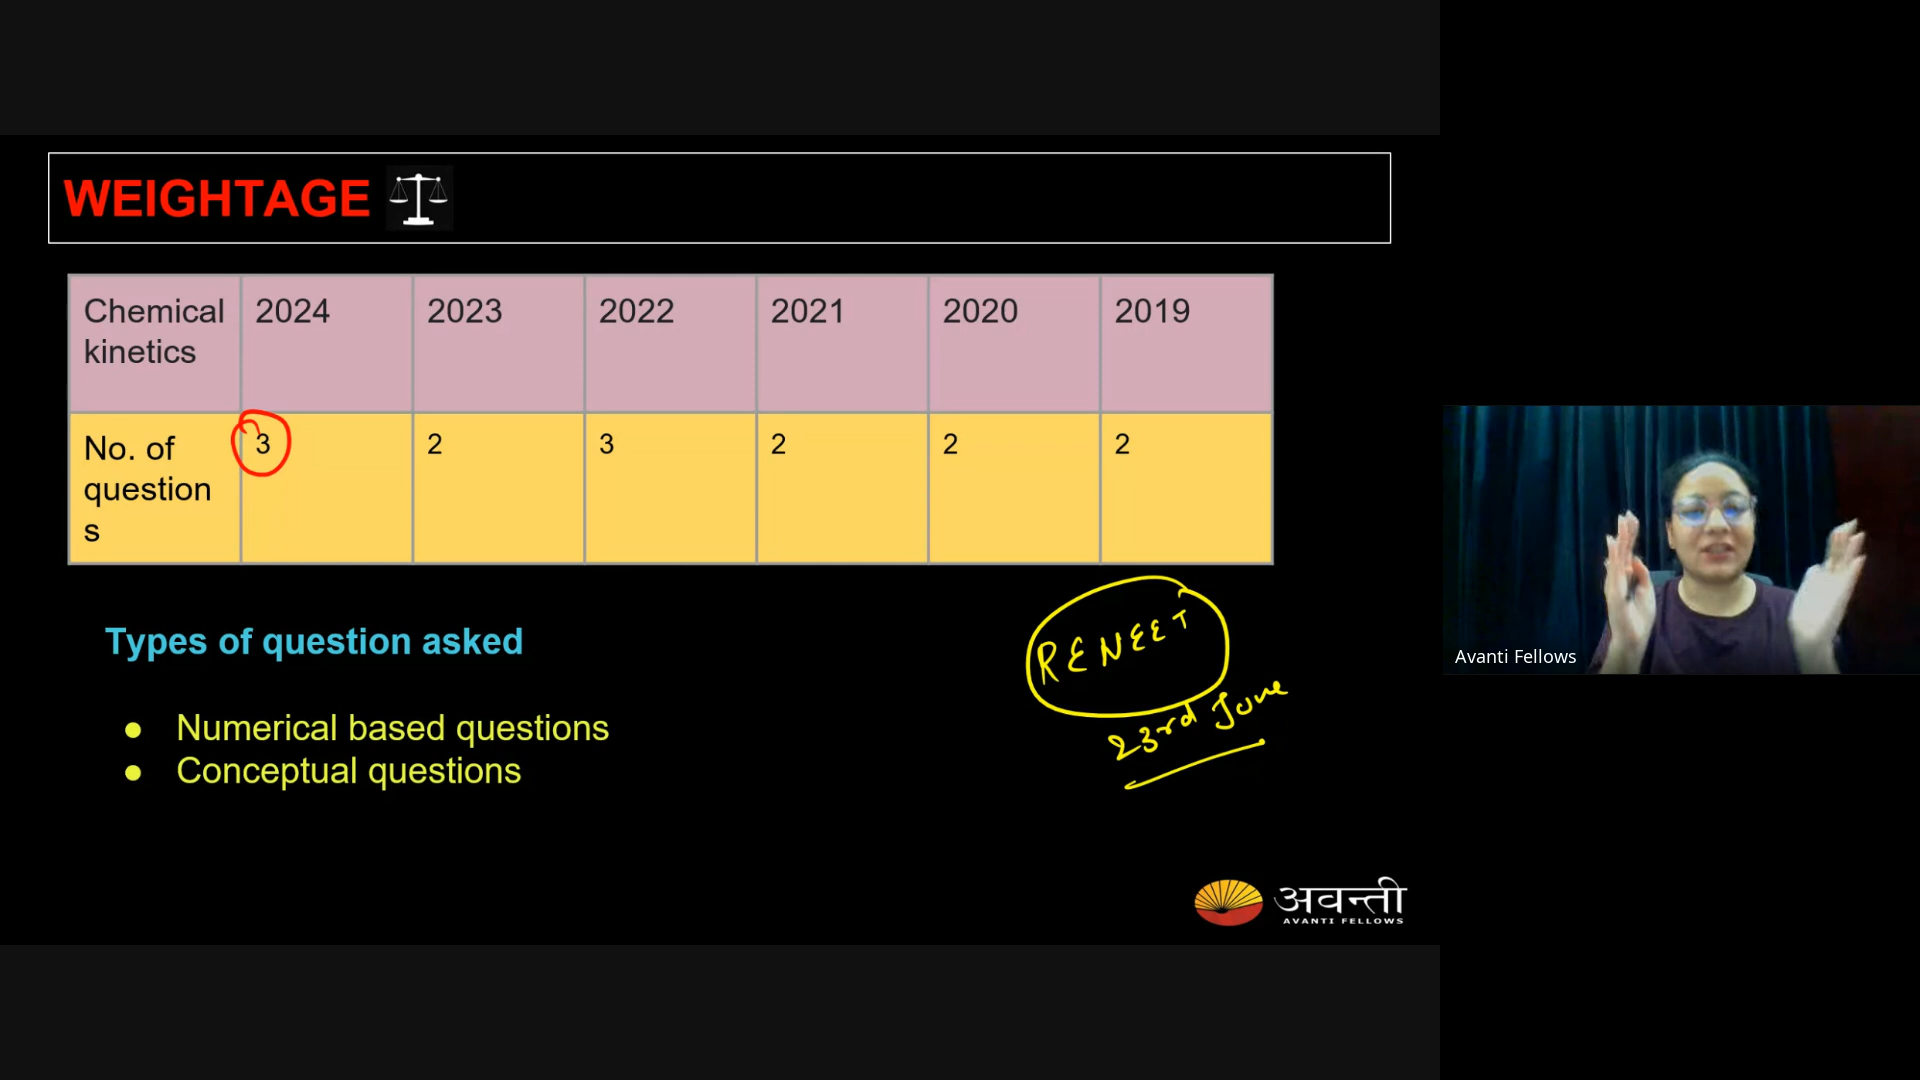 WEIGHTAGE
Chemical
kinetics
2024
2023
2022
2021
2020
2019
No. of
question
s
3
2
3
2
2
2
Types of question asked
● Numerical based questions
● Conceptual questions
RENEET
23rd June
अवन्ती
AVANTI FELLOWS
Avanti Fellows